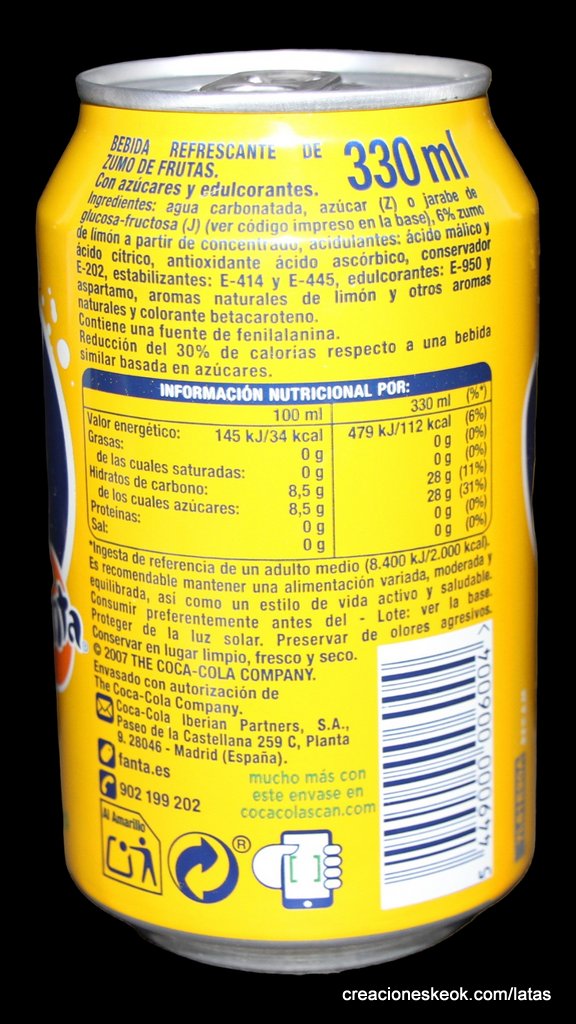 BEBIDA REFRESCANTE DE
ZUMO DE FRUTAS.
330 ml
Con azúcares y edulcorantes.
Ingredientes: agua carbonatada, azúcar (Z) o jarabe de
glucosa-fructosa (J) (ver código impreso en la base), 6% zumo
de limón a partir de concentrado, acidulantes: ácido málico y
ácido cítrico, antioxidante ácido ascórbico, conservador
E-202, estabilizantes: E-414 y E-445, edulcorantes: E-950 y
aspartamo, aromas naturales de limón y otros aromas
naturales y colorante betacaroteno.
Contiene una fuente de fenilalanina.
Reducción del 30% de calorías respecto a una bebida
similar basada en azúcares.
INFORMACIÓN NUTRICIONAL POR:
100 ml 330 ml (%*)
Valor energético: 145 kJ/34 kcal 479 kJ/112 kcal (6%)
Grasas: 0 g 0 g (0%)
de las cuales saturadas: 0 g 0 g (0%)
Hidratos de carbono: 8,5 g 28 g (11%)
de los cuales azúcares: 8,5 g 28 g (31%)
Proteínas: 0 g 0 g (0%)
Sal: 0 g 0 g (0%)
*Ingesta de referencia de un adulto medio (8.400 kJ/2.000 kcal).
Es recomendable mantener una alimentación variada, moderada y
equilibrada, así como un estilo de vida activo y saludable.
Consumir preferentemente antes del - Lote: ver la base.
Proteger de la luz solar. Preservar de olores agresivos.
Conservar en lugar limpio, fresco y seco.
© 2007 THE COCA-COLA COMPANY.
Envasado con autorización de
The Coca-Cola Company.
Coca-Cola Iberian Partners, S.A.,
Paseo de la Castellana 259 C, Planta
9. 28046 - Madrid (España).
fanta.es
902 199 202
mucho más con
este envase en
cocacolascan.com
Al Amarillo
®
5 449000 006004 >
nta®
creacioneskeok.com/latas